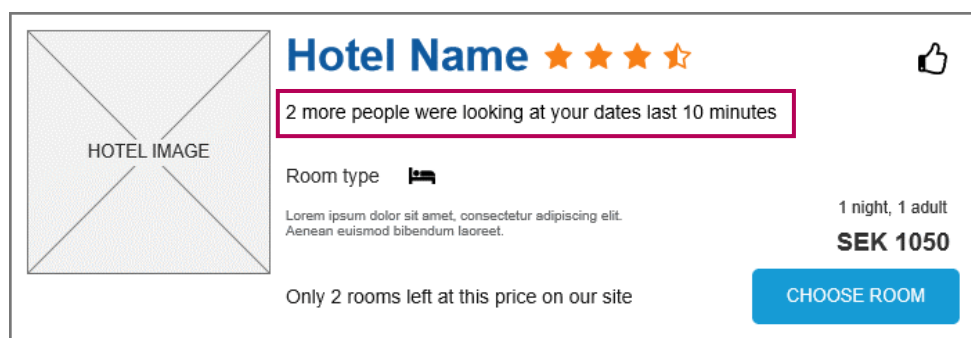 Hotel Name
2 more people were looking at your dates last 10 minutes
HOTEL IMAGE
Room type
Lorem ipsum dolor sit amet, consectetur adipiscing elit.
Aenean euismod bibendum laoreet.
1 night, 1 adult
SEK 1050
Only 2 rooms left at this price on our site
CHOOSE ROOM